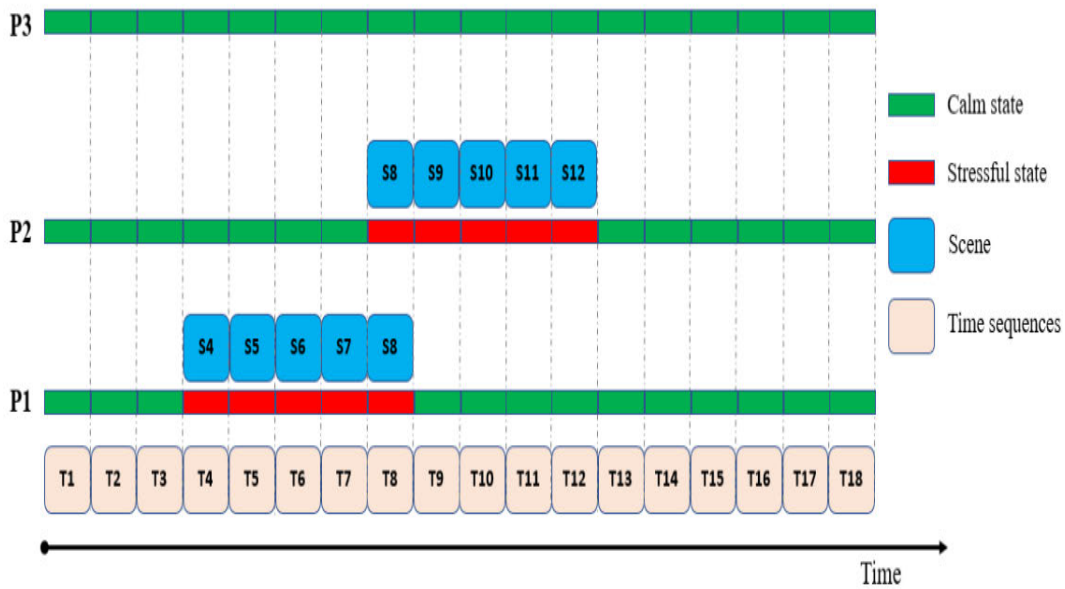 P3
Calm state
S8 S9 S10 S11 S12
Stressful state
P2
Scene
Time sequences
S4 S5 S6 S7 S8
P1
T1 T2 T3 T4 T5 T6 T7 T8 T9 T10 T11 T12 T13 T14 T15 T16 T17 T18
Time